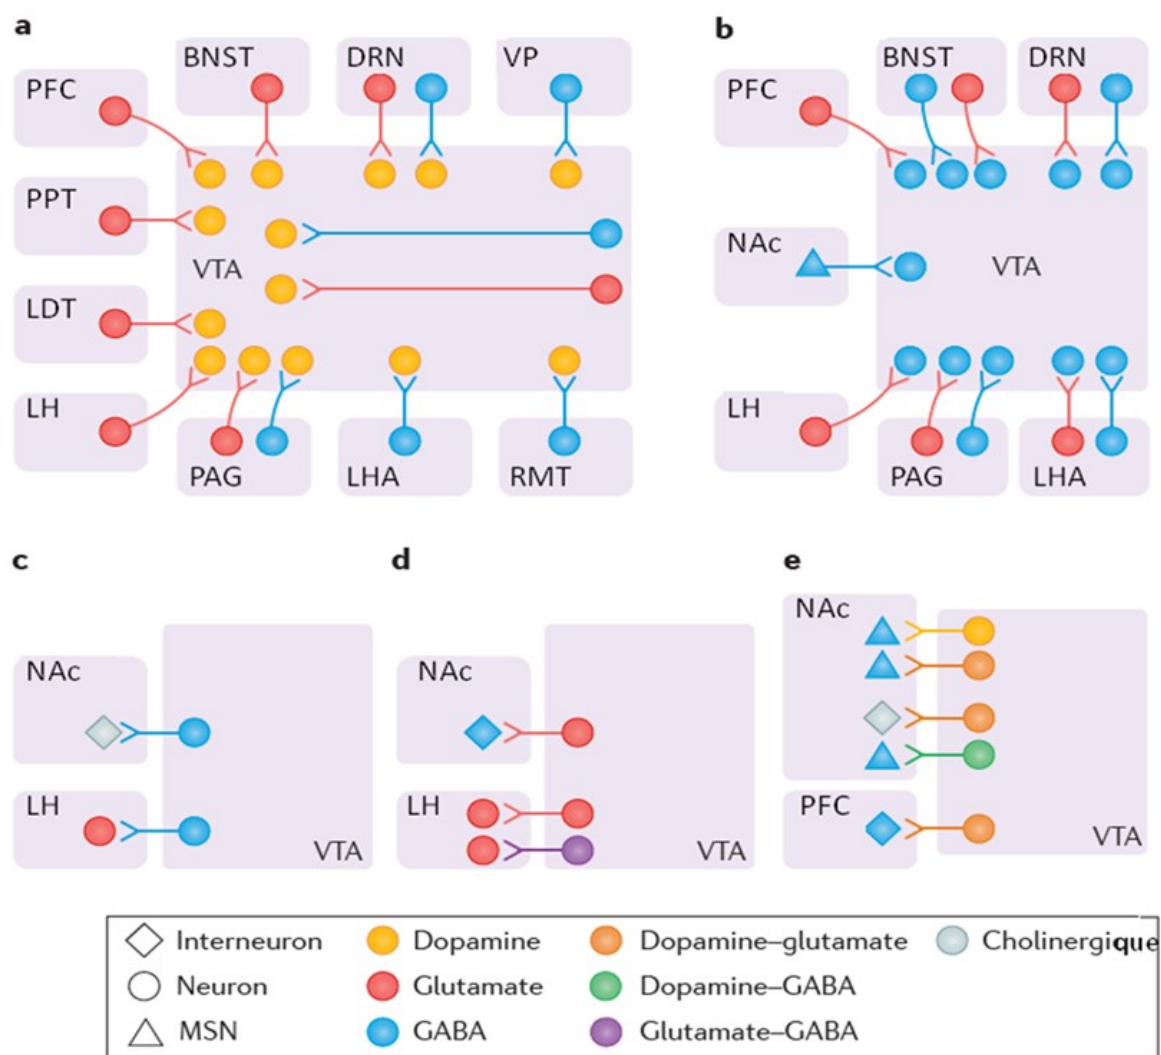 a
BNST
DRN
VP
PFC
PPT
VTA
LDT
LH
PAG
LHA
RMT
b
BNST
DRN
PFC
NAc
VTA
LH
PAG
LHA
c
NAc
LH
VTA
d
NAc
LH
VTA
e
NAc
PFC
VTA
Interneuron
Dopamine
Dopamine–glutamate
Cholinergique
Neuron
Glutamate
Dopamine–GABA
MSN
GABA
Glutamate–GABA